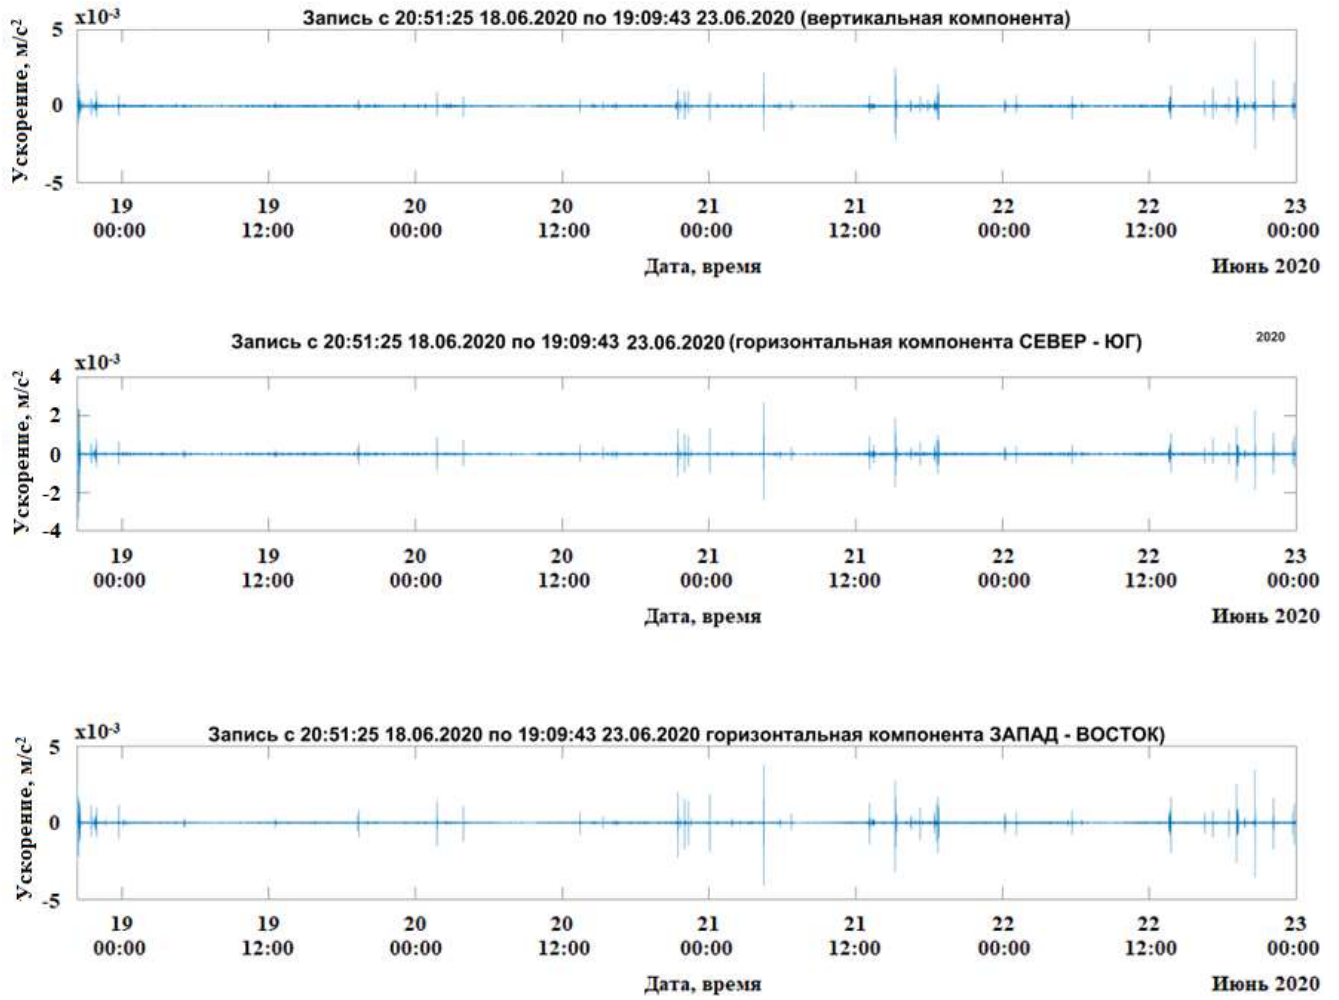 x10-3
Запись с 20:51:25 18.06.2020 по 19:09:43 23.06.2020 (вертикальная компонента)
Ускорение, м/с2
5
0
-5
19 19 20 20 21 21 22 22 23
00:00 12:00 00:00 12:00 00:00 12:00 00:00 12:00 00:00
Дата, время
Июнь 2020
Запись с 20:51:25 18.06.2020 по 19:09:43 23.06.2020 (горизонтальная компонента СЕВЕР - ЮГ)
2020
x10-3
Ускорение, м/с2
4
2
0
-2
-4
19 19 20 20 21 21 22 22 23
00:00 12:00 00:00 12:00 00:00 12:00 00:00 12:00 00:00
Дата, время
Июнь 2020
x10-3
Запись с 20:51:25 18.06.2020 по 19:09:43 23.06.2020 горизонтальная компонента ЗАПАД - ВОСТОК)
Ускорение, м/с2
5
0
-5
19 19 20 20 21 21 22 22 23
00:00 12:00 00:00 12:00 00:00 12:00 00:00 12:00 00:00
Дата, время
Июнь 2020